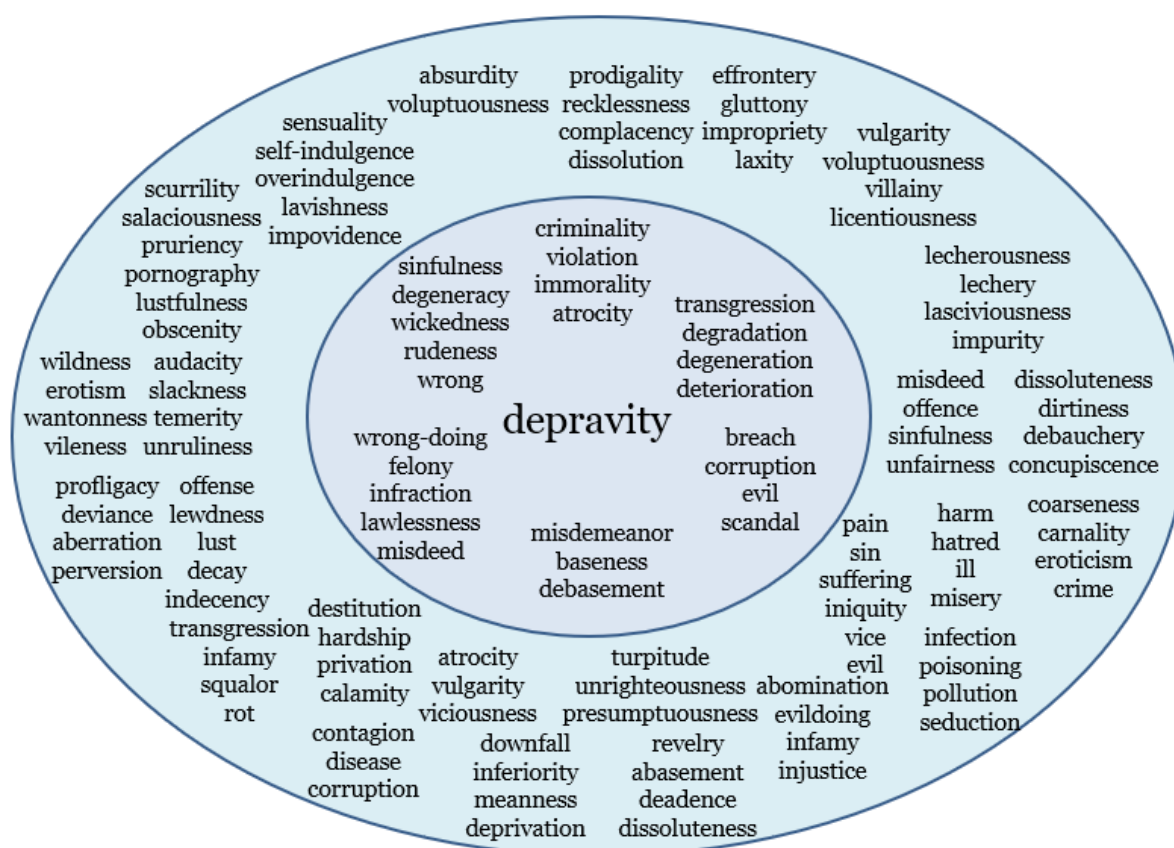 absurdity
voluptuousness
prodigality
recklessness
complacency
dissolution
effrontery
gluttony
impropriety
laxity
vulgarity
voluptuousness
villainy
licentiousness
sensuality
self-indulgence
overindulgence
lavishness
impovidence
scurrility
salaciousness
pruriency
pornography
lustfulness
obscenity
criminality
violation
immorality
atrocity
sinfulness
degeneracy
wickedness
rudeness
wrong
transgression
degradation
degeneration
deterioration
lecherousness
lechery
lasciviousness
impurity
wildness
erotism
wantonness
vileness
audacity
slackness
temerity
unruliness
depravity
misdeed
offence
sinfulness
unfairness
dissoluteness
dirtiness
debauchery
concupiscence
wrong-doing
felony
infraction
lawlessness
misdeed
misdemeanor
baseness
debasement
breach
corruption
evil
scandal
profligacy
deviance
aberration
perversion
offense
lewdness
lust
decay
indecency
transgression
infamy
squalor
rot
pain
sin
suffering
iniquity
vice
evil
harm
hatred
ill
misery
coarseness
carnality
eroticism
crime
destitution
hardship
privation
calamity
contagion
disease
corruption
atrocity
vulgarity
viciousness
downfall
inferiority
meanness
deprivation
turpitude
unrighteousness
presumptuousness
revelry
abasement
deadence
dissoluteness
abomination
evildoing
infamy
injustice
infection
poisoning
pollution
seduction